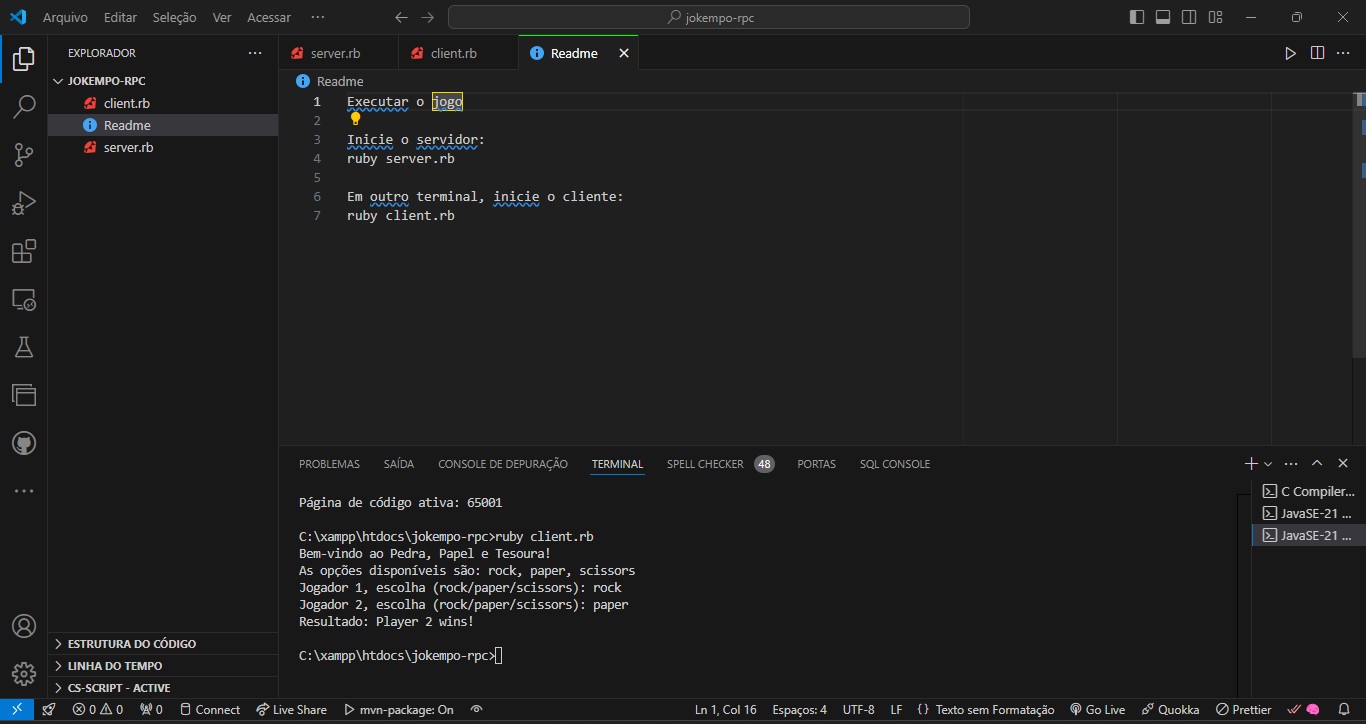 Arquivo Editar Seleção Ver Acessar ···
jokempo-rpc
EXPLORADOR ···
JOKEMPO-RPC
client.rb
Readme
server.rb
ESTRUTURA DO CÓDIGO
LINHA DO TEMPO
CS-SCRIPT - ACTIVE
server.rb client.rb Readme
Readme
1 Executar o jogo
2
3 Inicie o servidor:
4 ruby server.rb
5
6 Em outro terminal, inicie o cliente:
7 ruby client.rb
PROBLEMAS SAÍDA CONSOLE DE DEPURAÇÃO TERMINAL SPELL CHECKER 48 PORTAS SQL CONSOLE
Página de código ativa: 65001
C:\xampp\htdocs\jokempo-rpc>ruby client.rb
Bem-vindo ao Pedra, Papel e Tesoura!
As opções disponíveis são: rock, paper, scissors
Jogador 1, escolha (rock/paper/scissors): rock
Jogador 2, escolha (rock/paper/scissors): paper
Resultado: Player 2 wins!
C:\xampp\htdocs\jokempo-rpc>
C Compiler...
JavaSE-21 ...
JavaSE-21 ...
0 0 0 Connect Live Share mvn-package: On Ln 1, Col 16 Espaços: 4 UTF-8 LF {} Texto sem Formatação Go Live Quokka Prettier